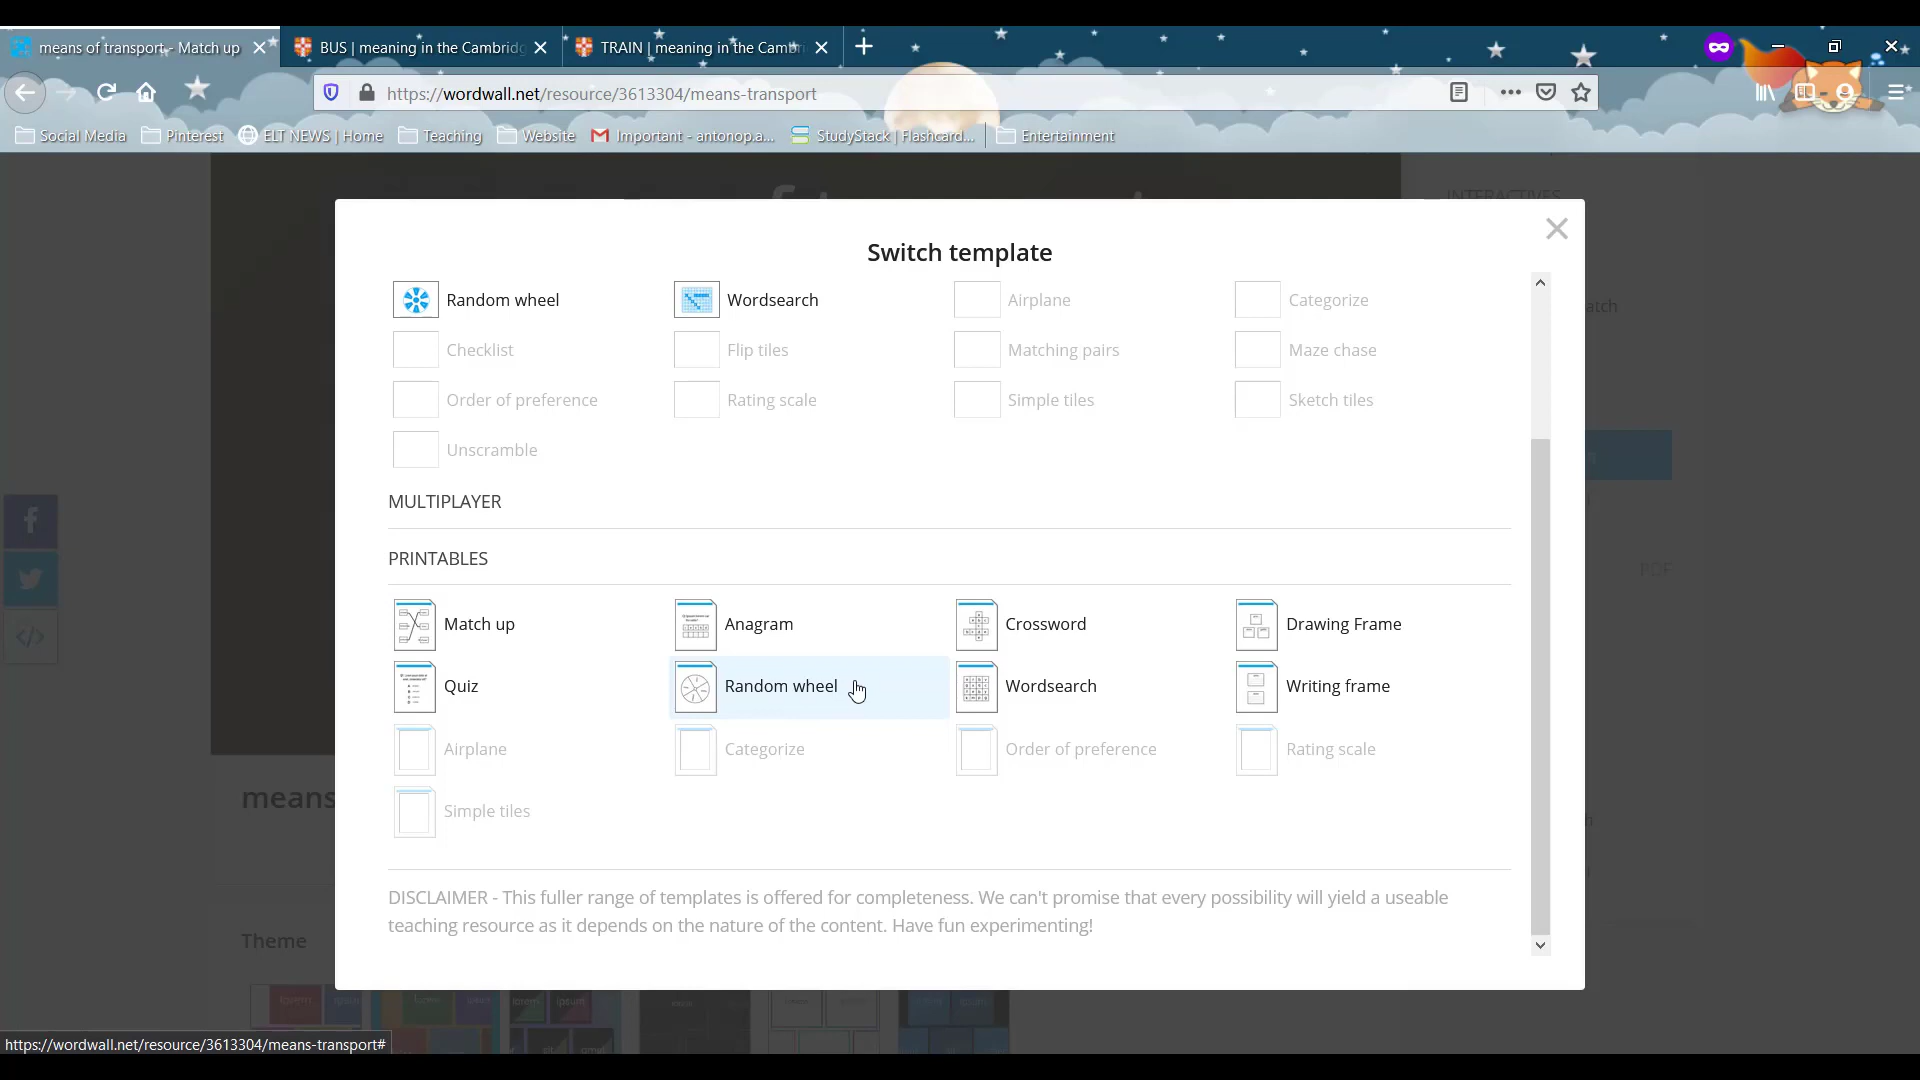 means of transport - Match up
BUS | meaning in the Cambridg
TRAIN | meaning in the Cambri
https://wordwall.net/resource/3613304/means-transport
Social Media
Pinterest
ELT NEWS | Home
Teaching
Website
Important - antonop.a...
StudyStack | Flashcard...
Entertainment
INTERACTIVES
Switch template
Random wheel
Wordsearch
Airplane
Categorize
atch
Checklist
Flip tiles
Matching pairs
Maze chase
Order of preference
Rating scale
Simple tiles
Sketch tiles
Unscramble
MULTIPLAYER
PRINTABLES
PDF
Match up
Anagram
Crossword
Drawing Frame
Quiz
Random wheel
Wordsearch
Writing frame
Airplane
Categorize
Order of preference
Rating scale
means
Simple tiles
DISCLAIMER - This fuller range of templates is offered for completeness. We can't promise that every possibility will yield a useable
teaching resource as it depends on the nature of the content. Have fun experimenting!
Theme
https://wordwall.net/resource/3613304/means-transport#